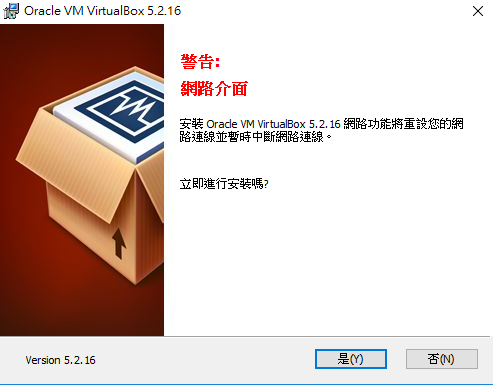 Oracle VM VirtualBox 5.2.16
警告:
網路介面
安裝 Oracle VM VirtualBox 5.2.16 網路功能將重設您的網
路連線並暫時中斷網路連線。
立即進行安裝嗎?
Version 5.2.16
是(Y)
否(N)